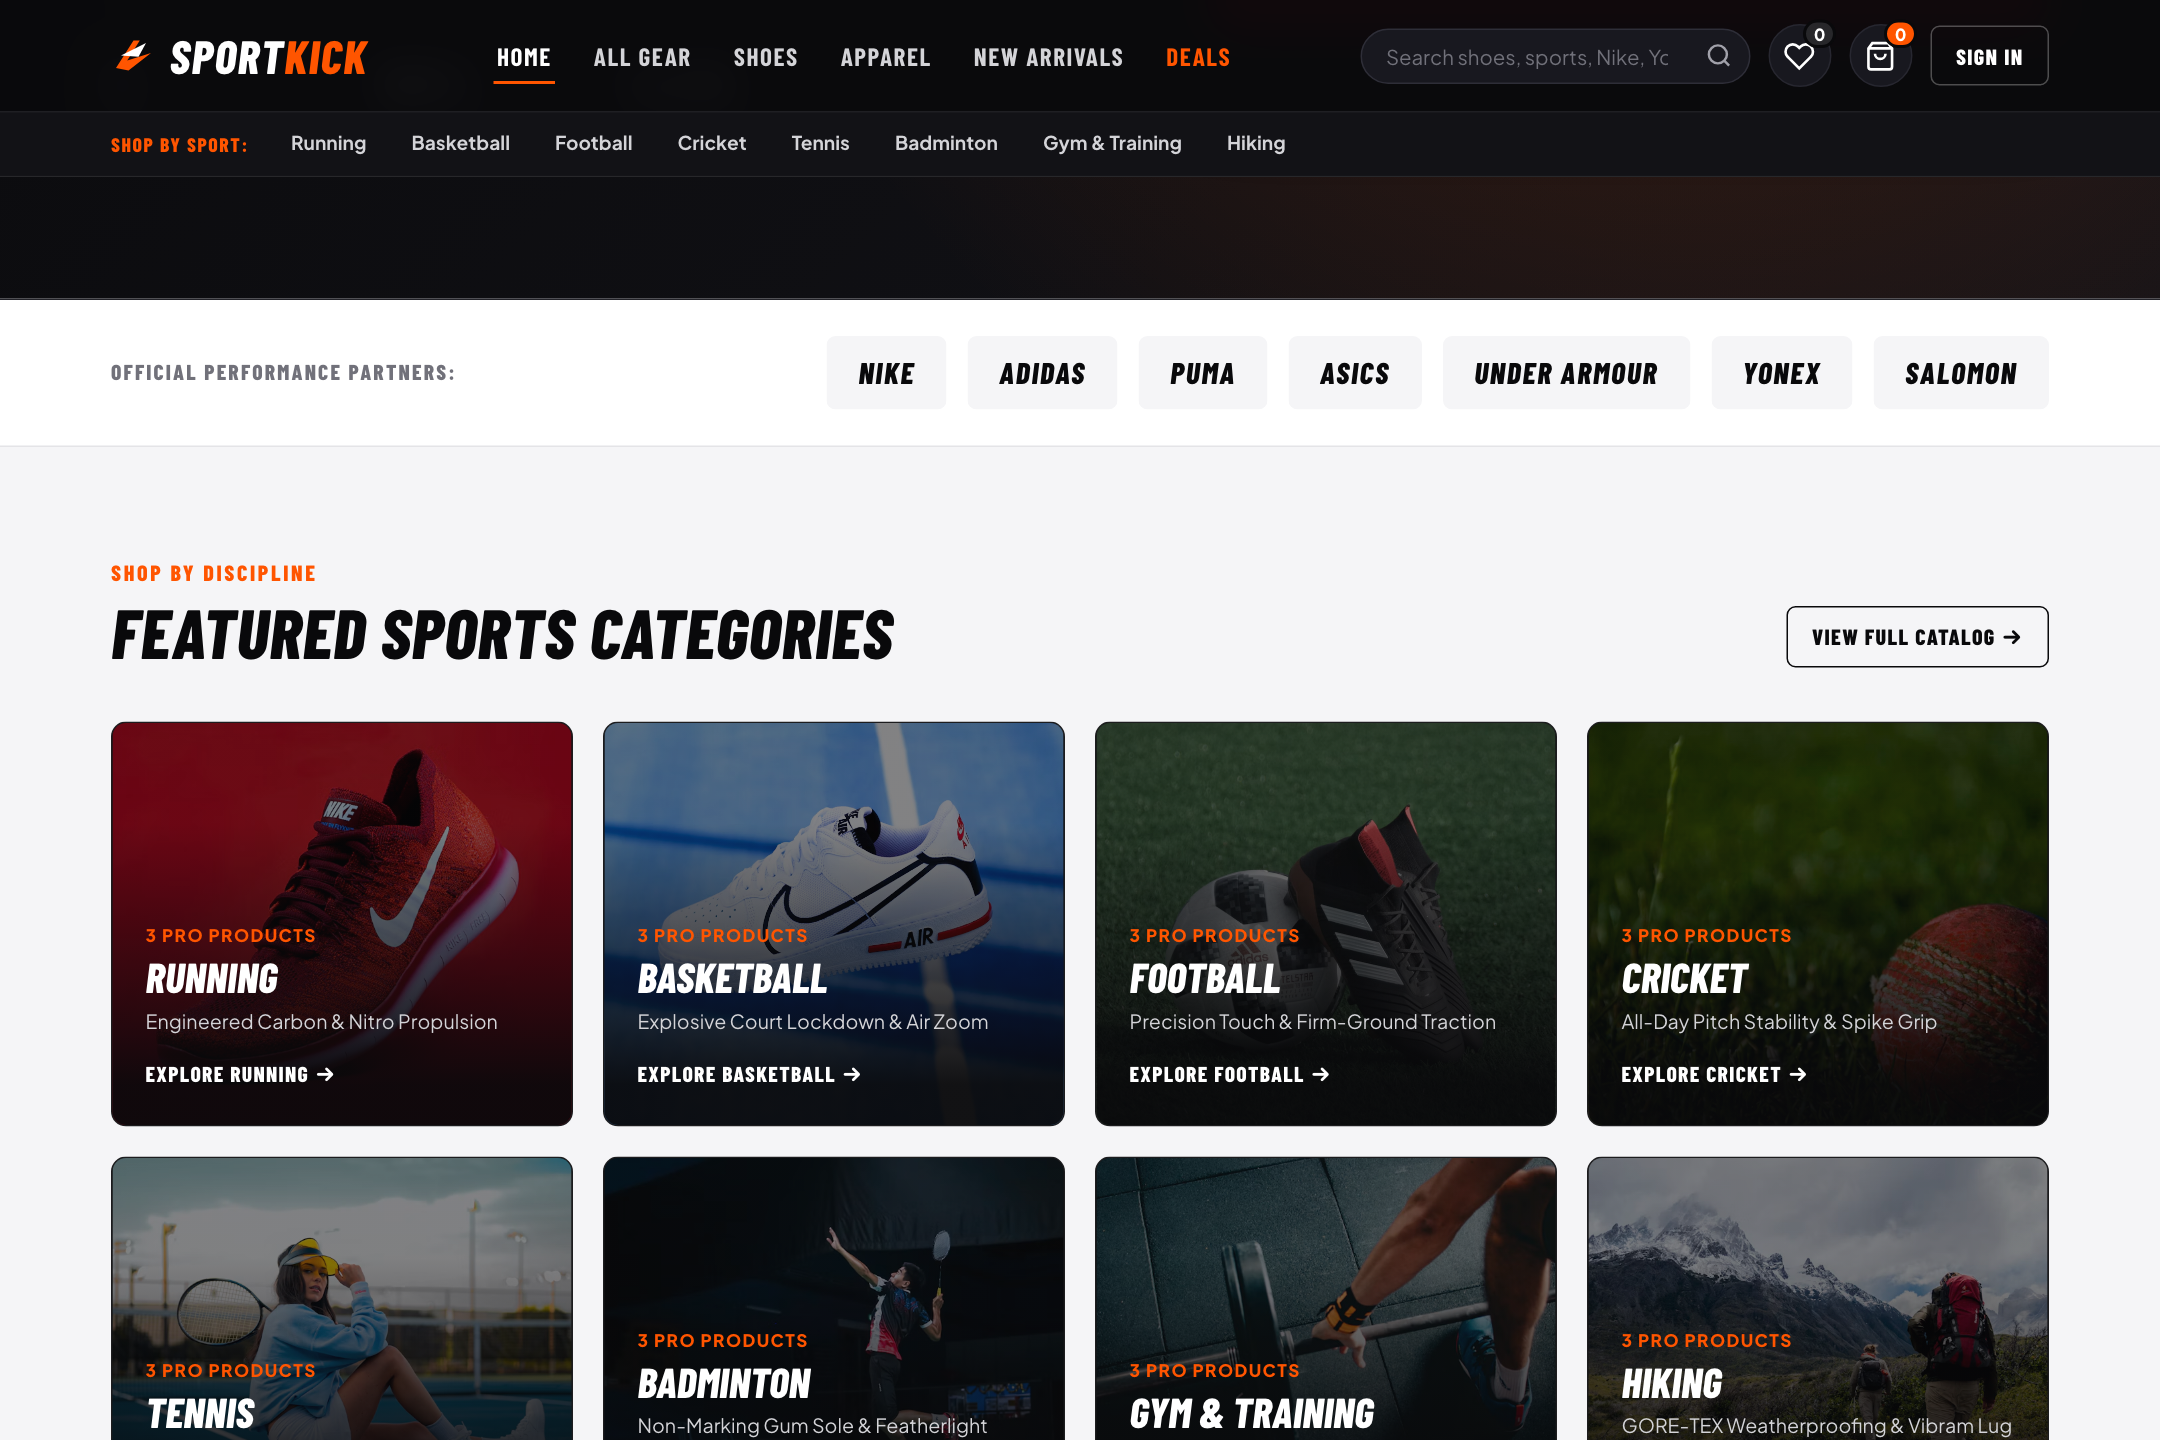 SPORTKICK
HOME
ALL GEAR
SHOES
APPAREL
NEW ARRIVALS
DEALS
Search shoes, sports, Nike, Yo
0
0
SIGN IN
SHOP BY SPORT:
Running
Basketball
Football
Cricket
Tennis
Badminton
Gym & Training
Hiking
OFFICIAL PERFORMANCE PARTNERS:
NIKE
ADIDAS
PUMA
ASICS
UNDER ARMOUR
YONEX
SALOMON
SHOP BY DISCIPLINE
FEATURED SPORTS CATEGORIES
VIEW FULL CATALOG →
NIKE
3 PRO PRODUCTS
RUNNING
Engineered Carbon & Nitro Propulsion
EXPLORE RUNNING →
AIR
3 PRO PRODUCTS
BASKETBALL
Explosive Court Lockdown & Air Zoom
EXPLORE BASKETBALL →
3 PRO PRODUCTS
FOOTBALL
Precision Touch & Firm-Ground Traction
EXPLORE FOOTBALL →
3 PRO PRODUCTS
CRICKET
All-Day Pitch Stability & Spike Grip
EXPLORE CRICKET →
3 PRO PRODUCTS
TENNIS
3 PRO PRODUCTS
BADMINTON
Non-Marking Gum Sole & Featherlight
3 PRO PRODUCTS
GYM & TRAINING
3 PRO PRODUCTS
HIKING
GORE-TEX Weatherproofing & Vibram Lug